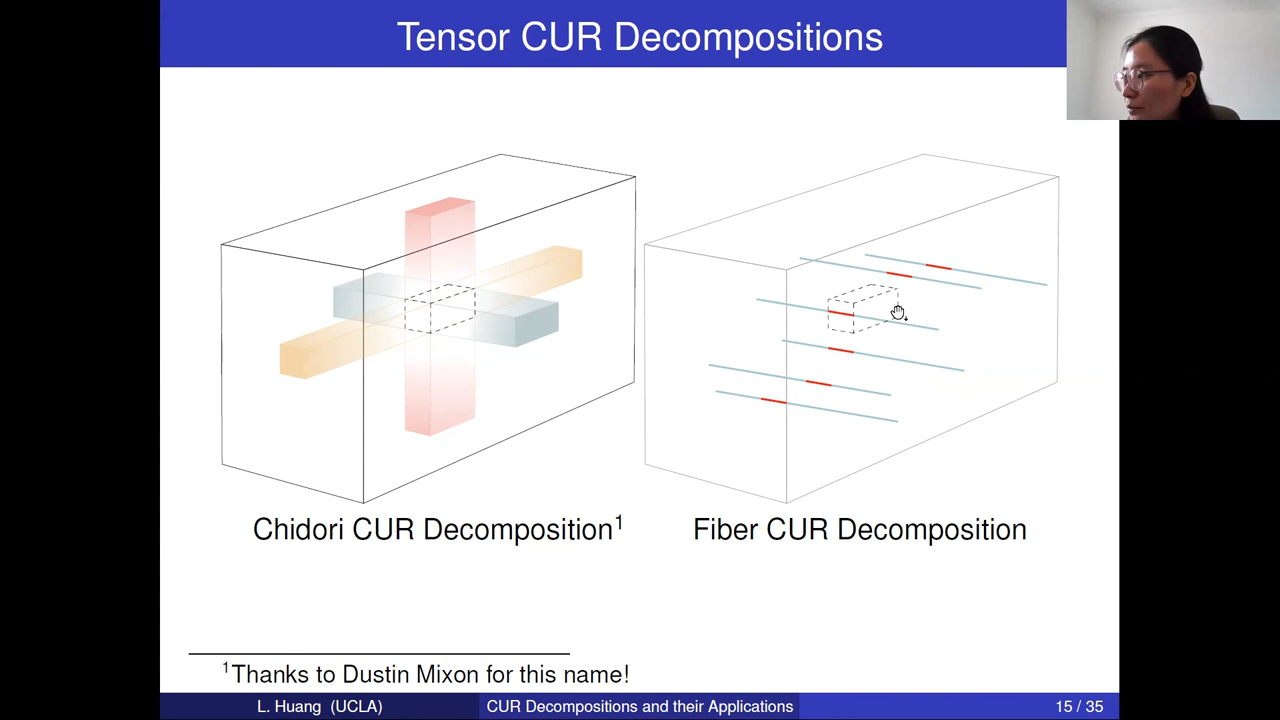 Tensor CUR Decompositions
Chidori CUR Decomposition¹
Fiber CUR Decomposition
¹Thanks to Dustin Mixon for this name!
L. Huang (UCLA)
CUR Decompositions and their Applications
15 / 35